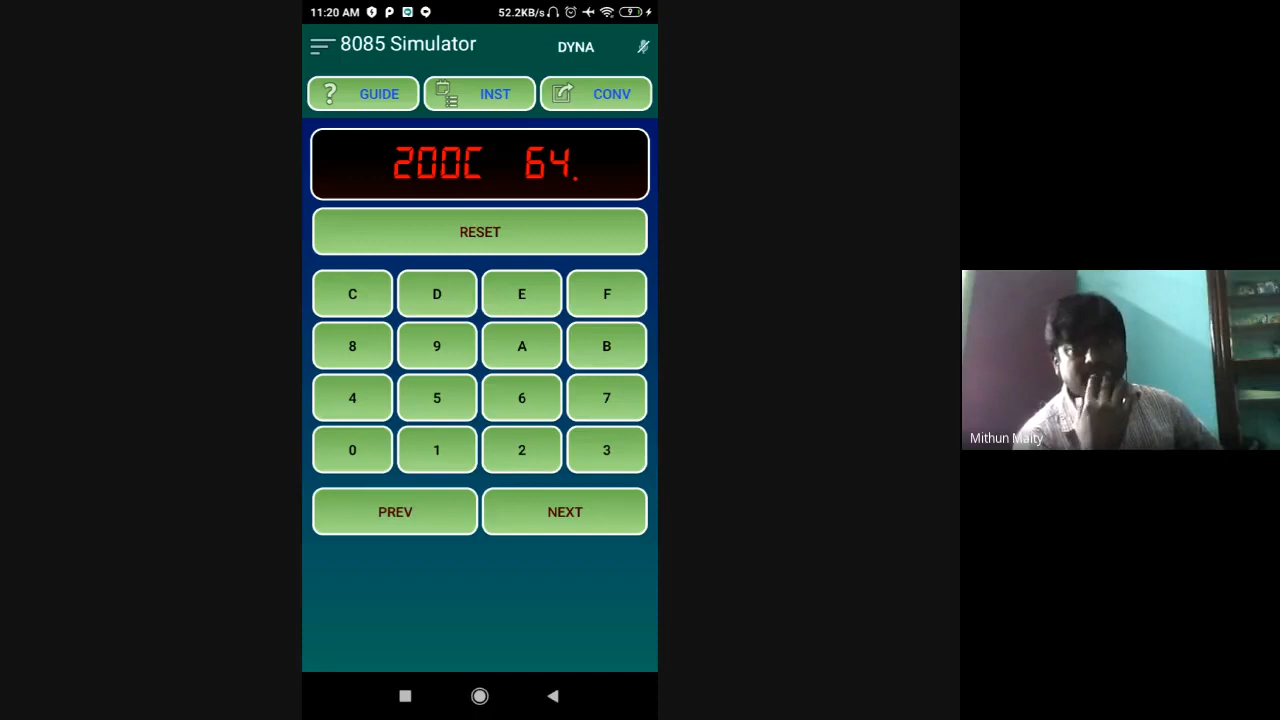 11:20 AM 52.2KB/s 9
8085 Simulator DYNA
? GUIDE INST CONV
200C 64.
RESET
C D E F
8 9 A B
4 5 6 7
0 1 2 3
PREV NEXT
Mithun Maity